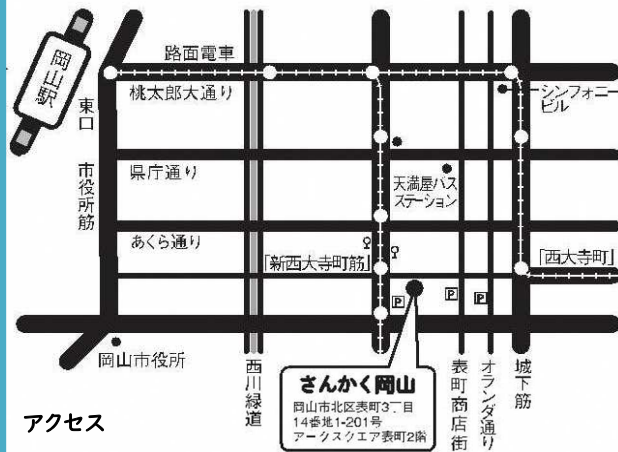 岡山駅
東口
路面電車
桃太郎大通り
シンフォニー
ビル
市役所筋
県庁通り
天満屋バス
ステーション
あくら通り
「新西大寺町筋」
「西大寺町」
P
P
P
岡山市役所
西川緑道
さんかく岡山
岡山市北区表町3丁目
14番地1-201号
アークスクエア表町2階
表町商店街
オランダ通り
城下筋
アクセス